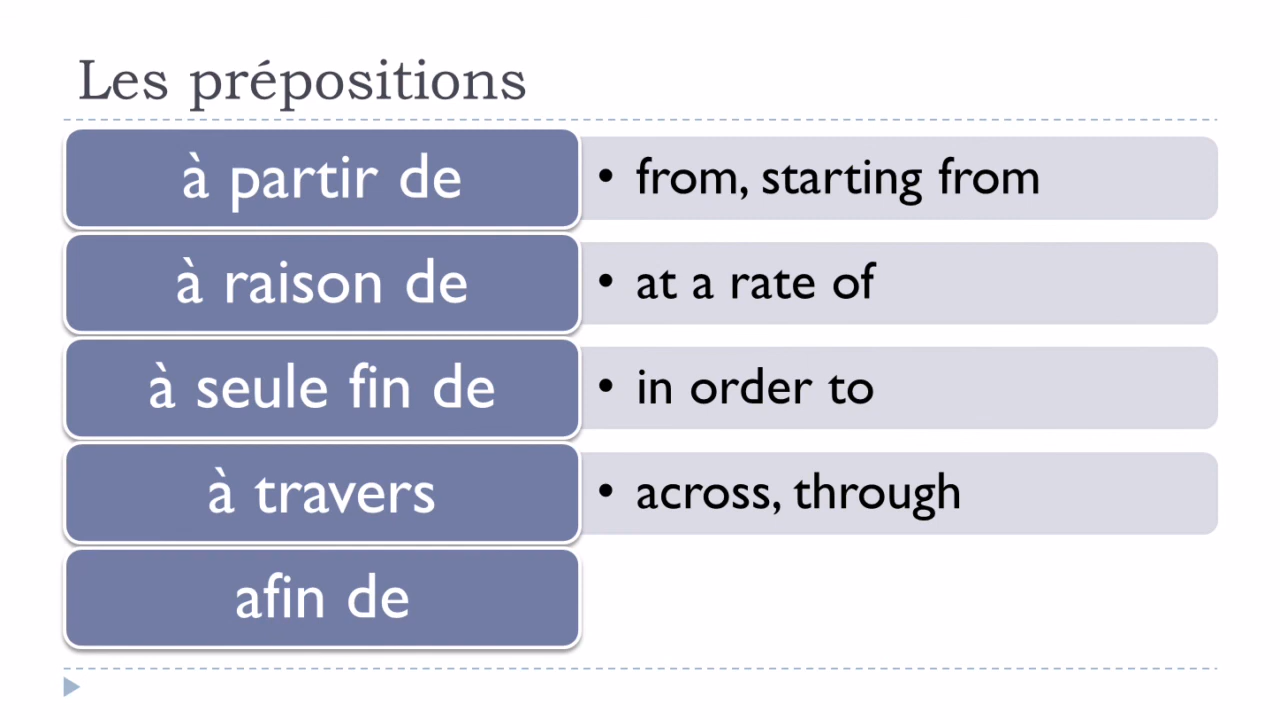 Les prépositions
à partir de
• from, starting from
à raison de
• at a rate of
à seule fin de
• in order to
à travers
• across, through
afin de